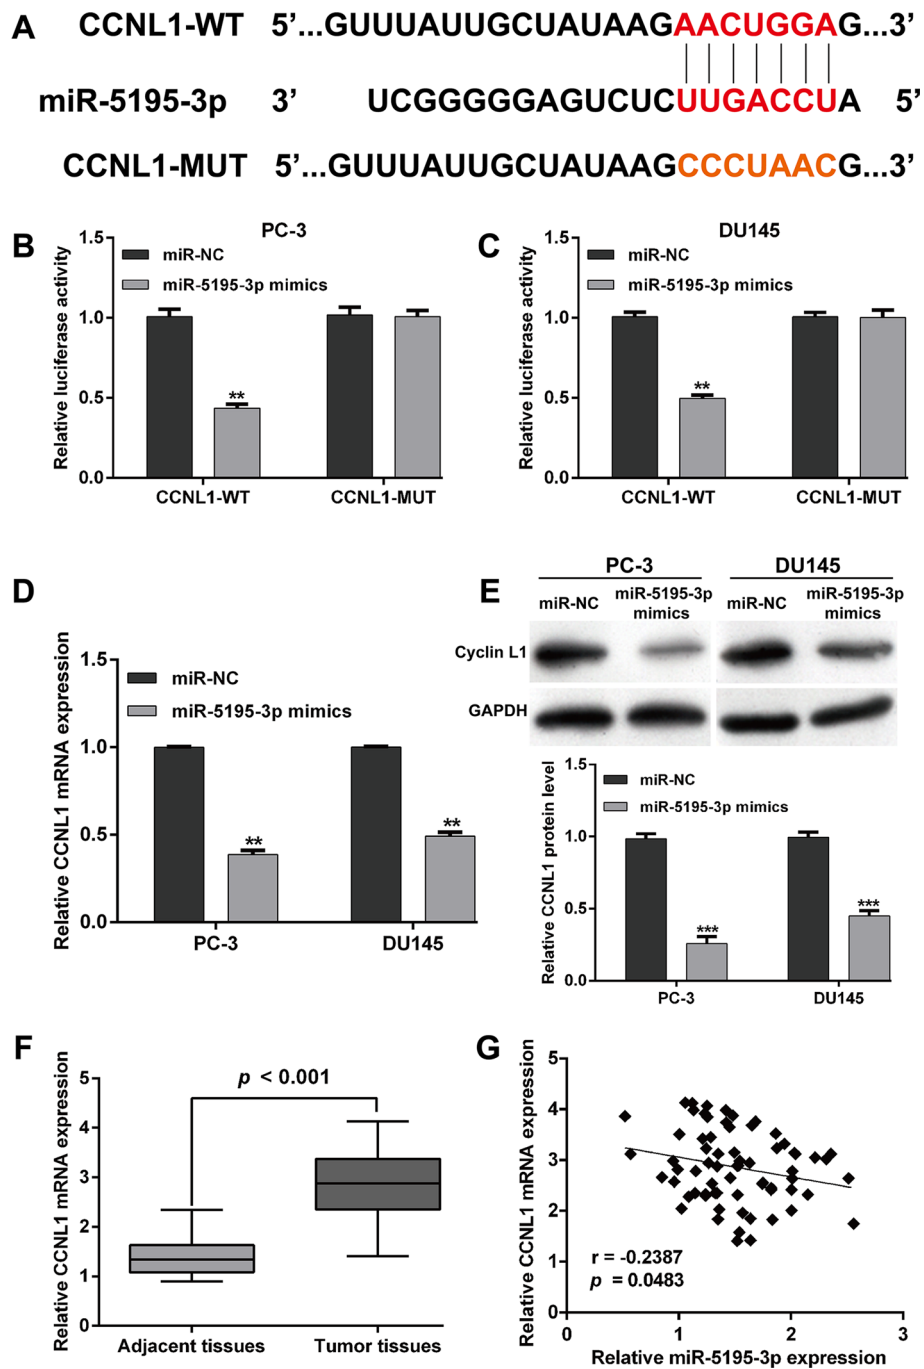 A
CCNL1-WT 5’...GUUUAUUGCUAUAAGAACUGGAG...3’
miR-5195-3p 3’ UCGGGGGAGUCUCUUGACCUA 5’
CCNL1-MUT 5’...GUUUAUUGCUAUAAGCCCUAACG...3’
B
PC-3
miR-NC
miR-5195-3p mimics
Relative luciferase activity
1.5
1.0
0.5
0.0
**
CCNL1-WT CCNL1-MUT
C
DU145
miR-NC
miR-5195-3p mimics
Relative luciferase activity
1.5
1.0
0.5
0.0
**
CCNL1-WT CCNL1-MUT
D
miR-NC
miR-5195-3p mimics
Relative CCNL1 mRNA expression
1.5
1.0
0.5
0.0
**
**
PC-3 DU145
E
PC-3 DU145
miR-NC miR-5195-3p mimics miR-NC miR-5195-3p mimics
Cyclin L1
GAPDH
miR-NC
miR-5195-3p mimics
Relative CCNL1 protein level
1.5
1.0
0.5
0.0
***
***
PC-3 DU145
F
Relative CCNL1 mRNA expression
5
4
3
2
1
0
p < 0.001
Adjacent tissues Tumor tissues
G
Relative CCNL1 mRNA expression
5
4
3
2
1
0
r = -0.2387
p = 0.0483
0 1 2 3
Relative miR-5195-3p expression